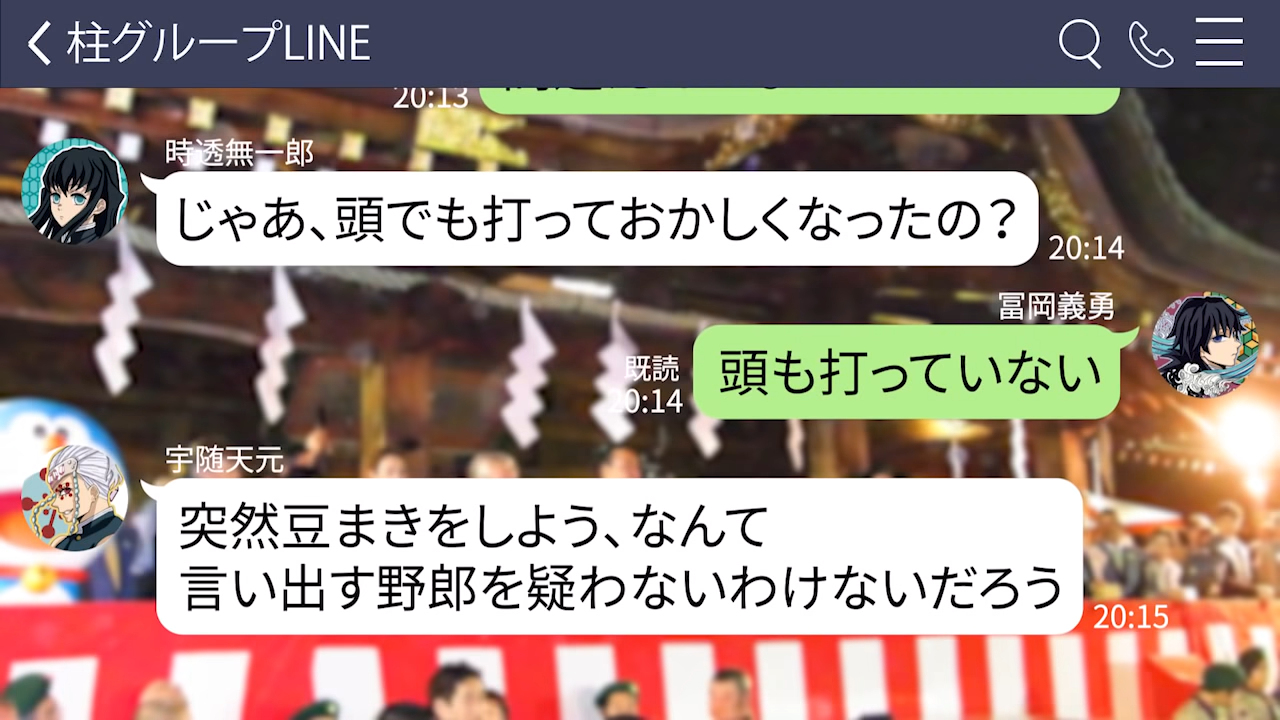 柱グループLINE
20:13
時透無一郎
じゃあ、頭でも打っておかしくなったの？
20:14
冨岡義勇
頭も打っていない
既読
20:14
宇随天元
突然豆まきをしよう、なんて
言い出す野郎を疑わないわけないだろう
20:15